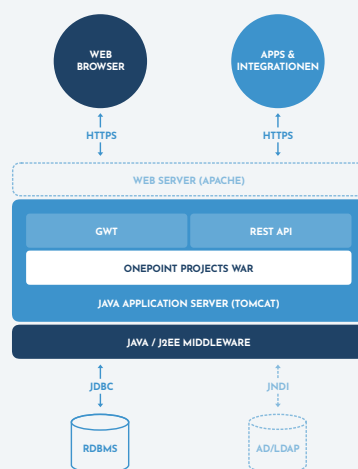 WEB
BROWSER
APPS &
INTEGRATIONEN
HTTPS
HTTPS
WEB SERVER (APACHE)
GWT
REST API
ONEPOINT PROJECTS WAR
JAVA APPLICATION SERVER (TOMCAT)
JAVA / J2EE MIDDLEWARE
JDBC
JNDI
RDBMS
AD/LDAP